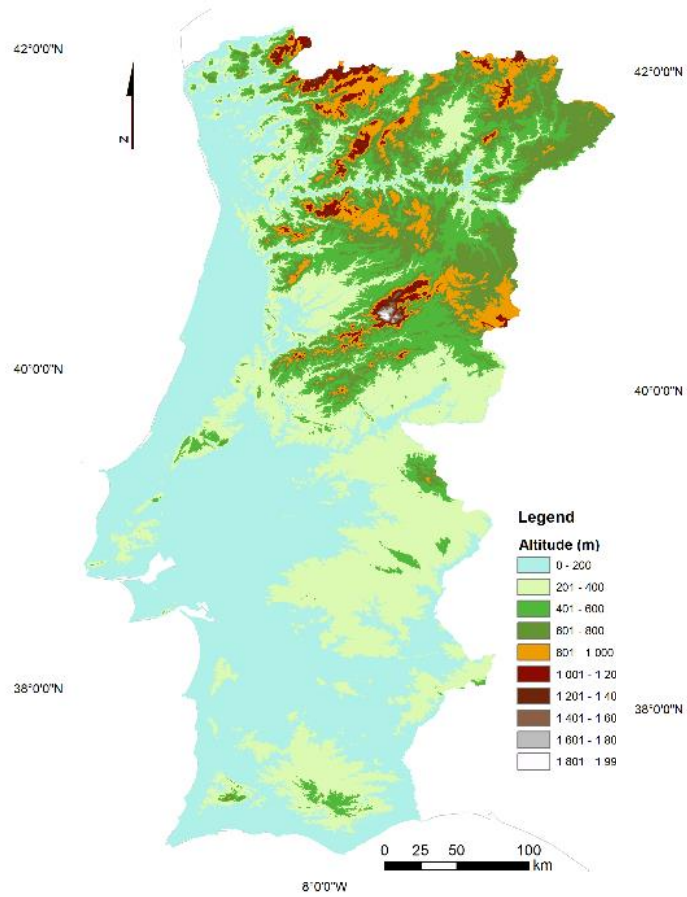 42°0'0"N
42°0'0"N
N
40°0'0"N
40°0'0"N
Legend
Altitude (m)
0 - 200
201 - 400
401 - 600
601 - 800
801 1 000
1 001 - 1 20
1 201 - 1 40
1 401 - 1 60
1 601 - 1 80
1 801 - 1 99
38°0'0"N
38°0'0"N
0 25 50 100
km
8°0'0"W